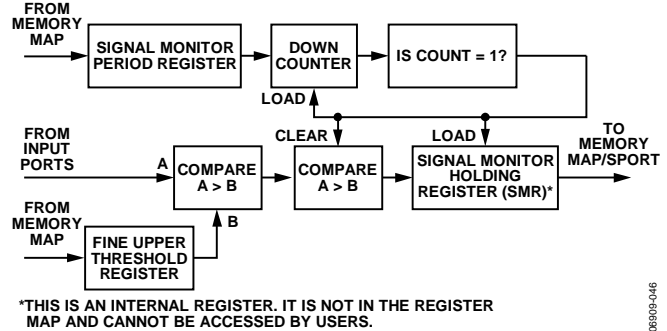 FROM
MEMORY
MAP
SIGNAL MONITOR
PERIOD REGISTER
DOWN
COUNTER
IS COUNT = 1?
LOAD
FROM
INPUT
PORTS
A
COMPARE
A > B
CLEAR
COMPARE
A > B
LOAD
SIGNAL MONITOR
HOLDING
REGISTER (SMR)*
TO
MEMORY
MAP/SPORT
FROM
MEMORY
MAP
B
FINE UPPER
THRESHOLD
REGISTER
*THIS IS AN INTERNAL REGISTER. IT IS NOT IN THE REGISTER
MAP AND CANNOT BE ACCESSED BY USERS.
06909-046